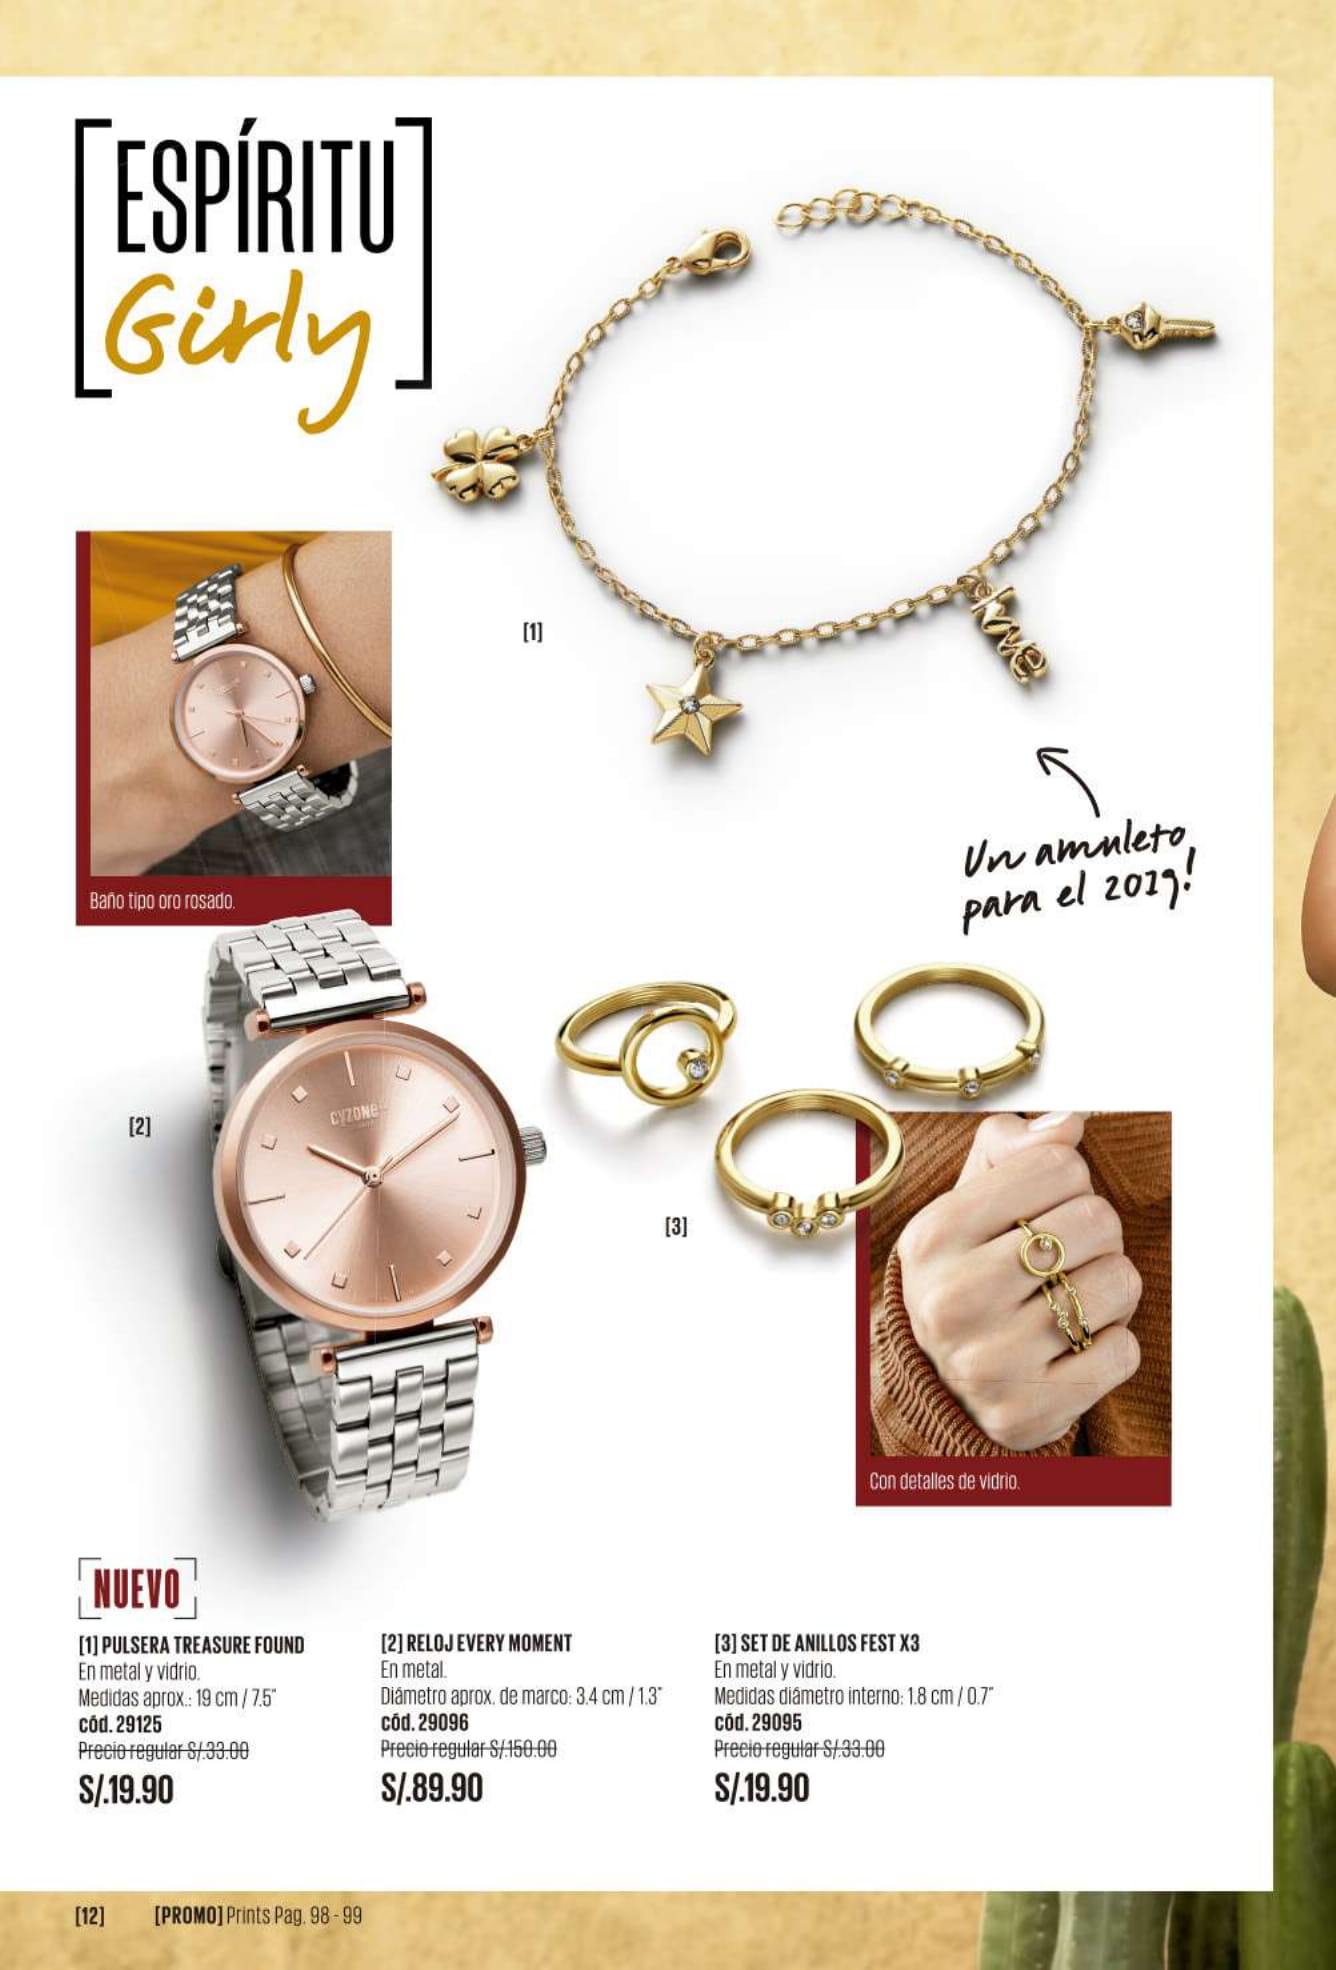 [ESPÍRITU
Girly]
[1]
Un amuleto
para el 2019!
Baño tipo oro rosado.
CYZONE
[2]
[3]
Con detalles de vidrio.
[NUEVO]
[1] PULSERA TREASURE FOUND
En metal y vidrio.
Medidas aprox.: 19 cm / 7.5"
cód. 29125
Precio regular S/.33.00
S/.19.90
[2] RELOJ EVERY MOMENT
En metal.
Diámetro aprox. de marco: 3.4 cm / 1.3"
cód. 29096
Precio regular S/.150.00
S/.89.90
[3] SET DE ANILLOS FEST X3
En metal y vidrio.
Medidas diámetro interno: 1.8 cm / 0.7"
cód. 29095
Precio regular S/.33.00
S/.19.90
[12] [PROMO] Prints Pag. 98 - 99